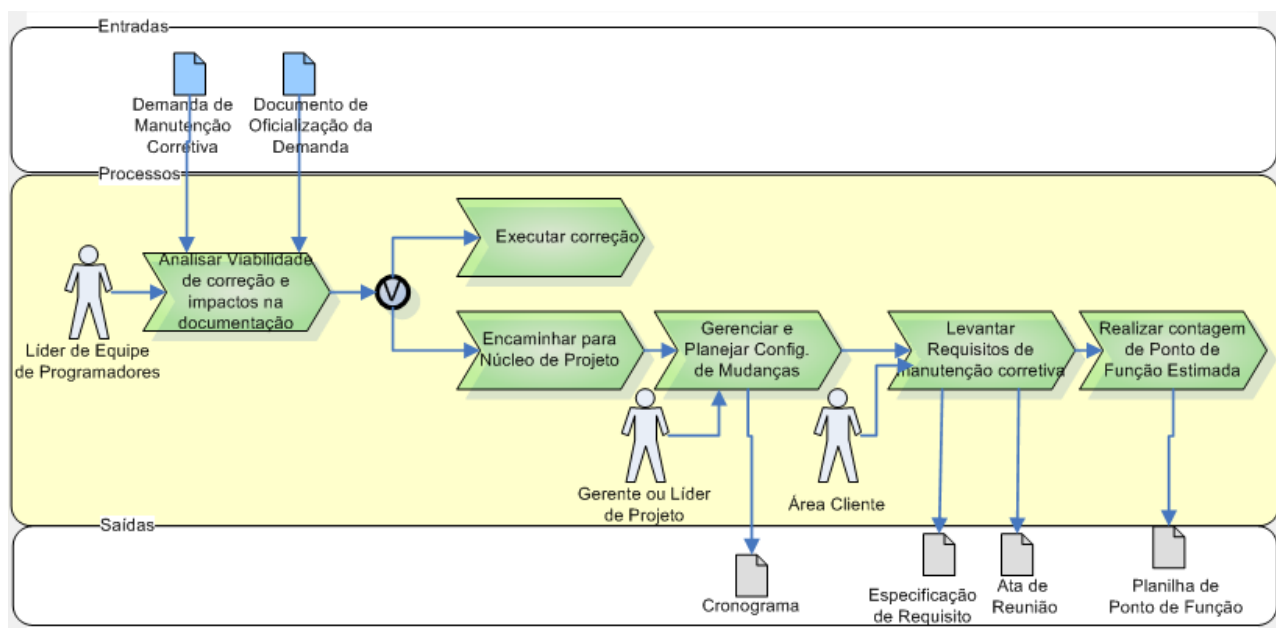 Entradas
Demanda de
Manutenção
Corretiva
Documento de
Oficialização da
Demanda
Processos
Executar correção
Analisar Viabilidade
de correção e
impactos na
documentação
V
Líder de Equipe
de Programadores
Encaminhar para
Núcleo de Projeto
Gerenciar e
Planejar Config.
de Mudanças
Levantar
Requisitos de
manutenção corretiva
Realizar contagem
de Ponto de
Função Estimada
Gerente ou Líder
de Projeto
Área Cliente
Saídas
Cronograma
Especificação
de Requisito
Ata de
Reunião
Planilha de
Ponto de Função